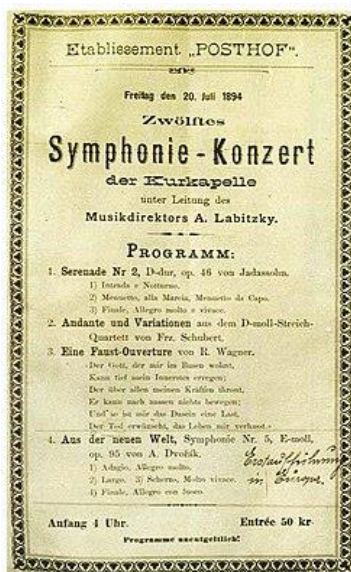 Etablissement „POSTHOF“.
Freitag den 20. Juli 1894
Zwölftes
Symphonie-Konzert
der Kurkapelle
unter Leitung des
Musikdirektors A. Labitzky.
PROGRAMM:
1. Serenade Nr 2, D-dur, op. 46 von Jadassohn.
1) Intrada e Notturno.
2) Menuetto, alla Marcia, Menuetto da Capo.
3) Finale, Allegro molto e vivace.
2. Andante und Variationen aus dem D-moll-Streich-
Quartett von Frz. Schubert.
3. Eine Faust-Ouverture von R. Wagner.
Der Gott, der mir im Busen wohnt,
Kann tief mein Innerstes erregen;
Der über allen meinen Kräften thront,
Er kann nach aussen nichts bewegen;
Und so ist mir das Dasein eine Last,
Der Tod erwünscht, das Leben mir verhasst.
4. Aus der neuen Welt, Symphonie Nr. 5, E-moll,
op. 95 von A. Dvořák.
Erstaufführung
in Europa.
1) Adagio, Allegro molto.
2) Largo. 3) Scherzo, Molto vivace.
4) Finale, Allegro con fuoco.
Anfang 4 Uhr. Entrée 50 kr
Programme unentgeltlich!